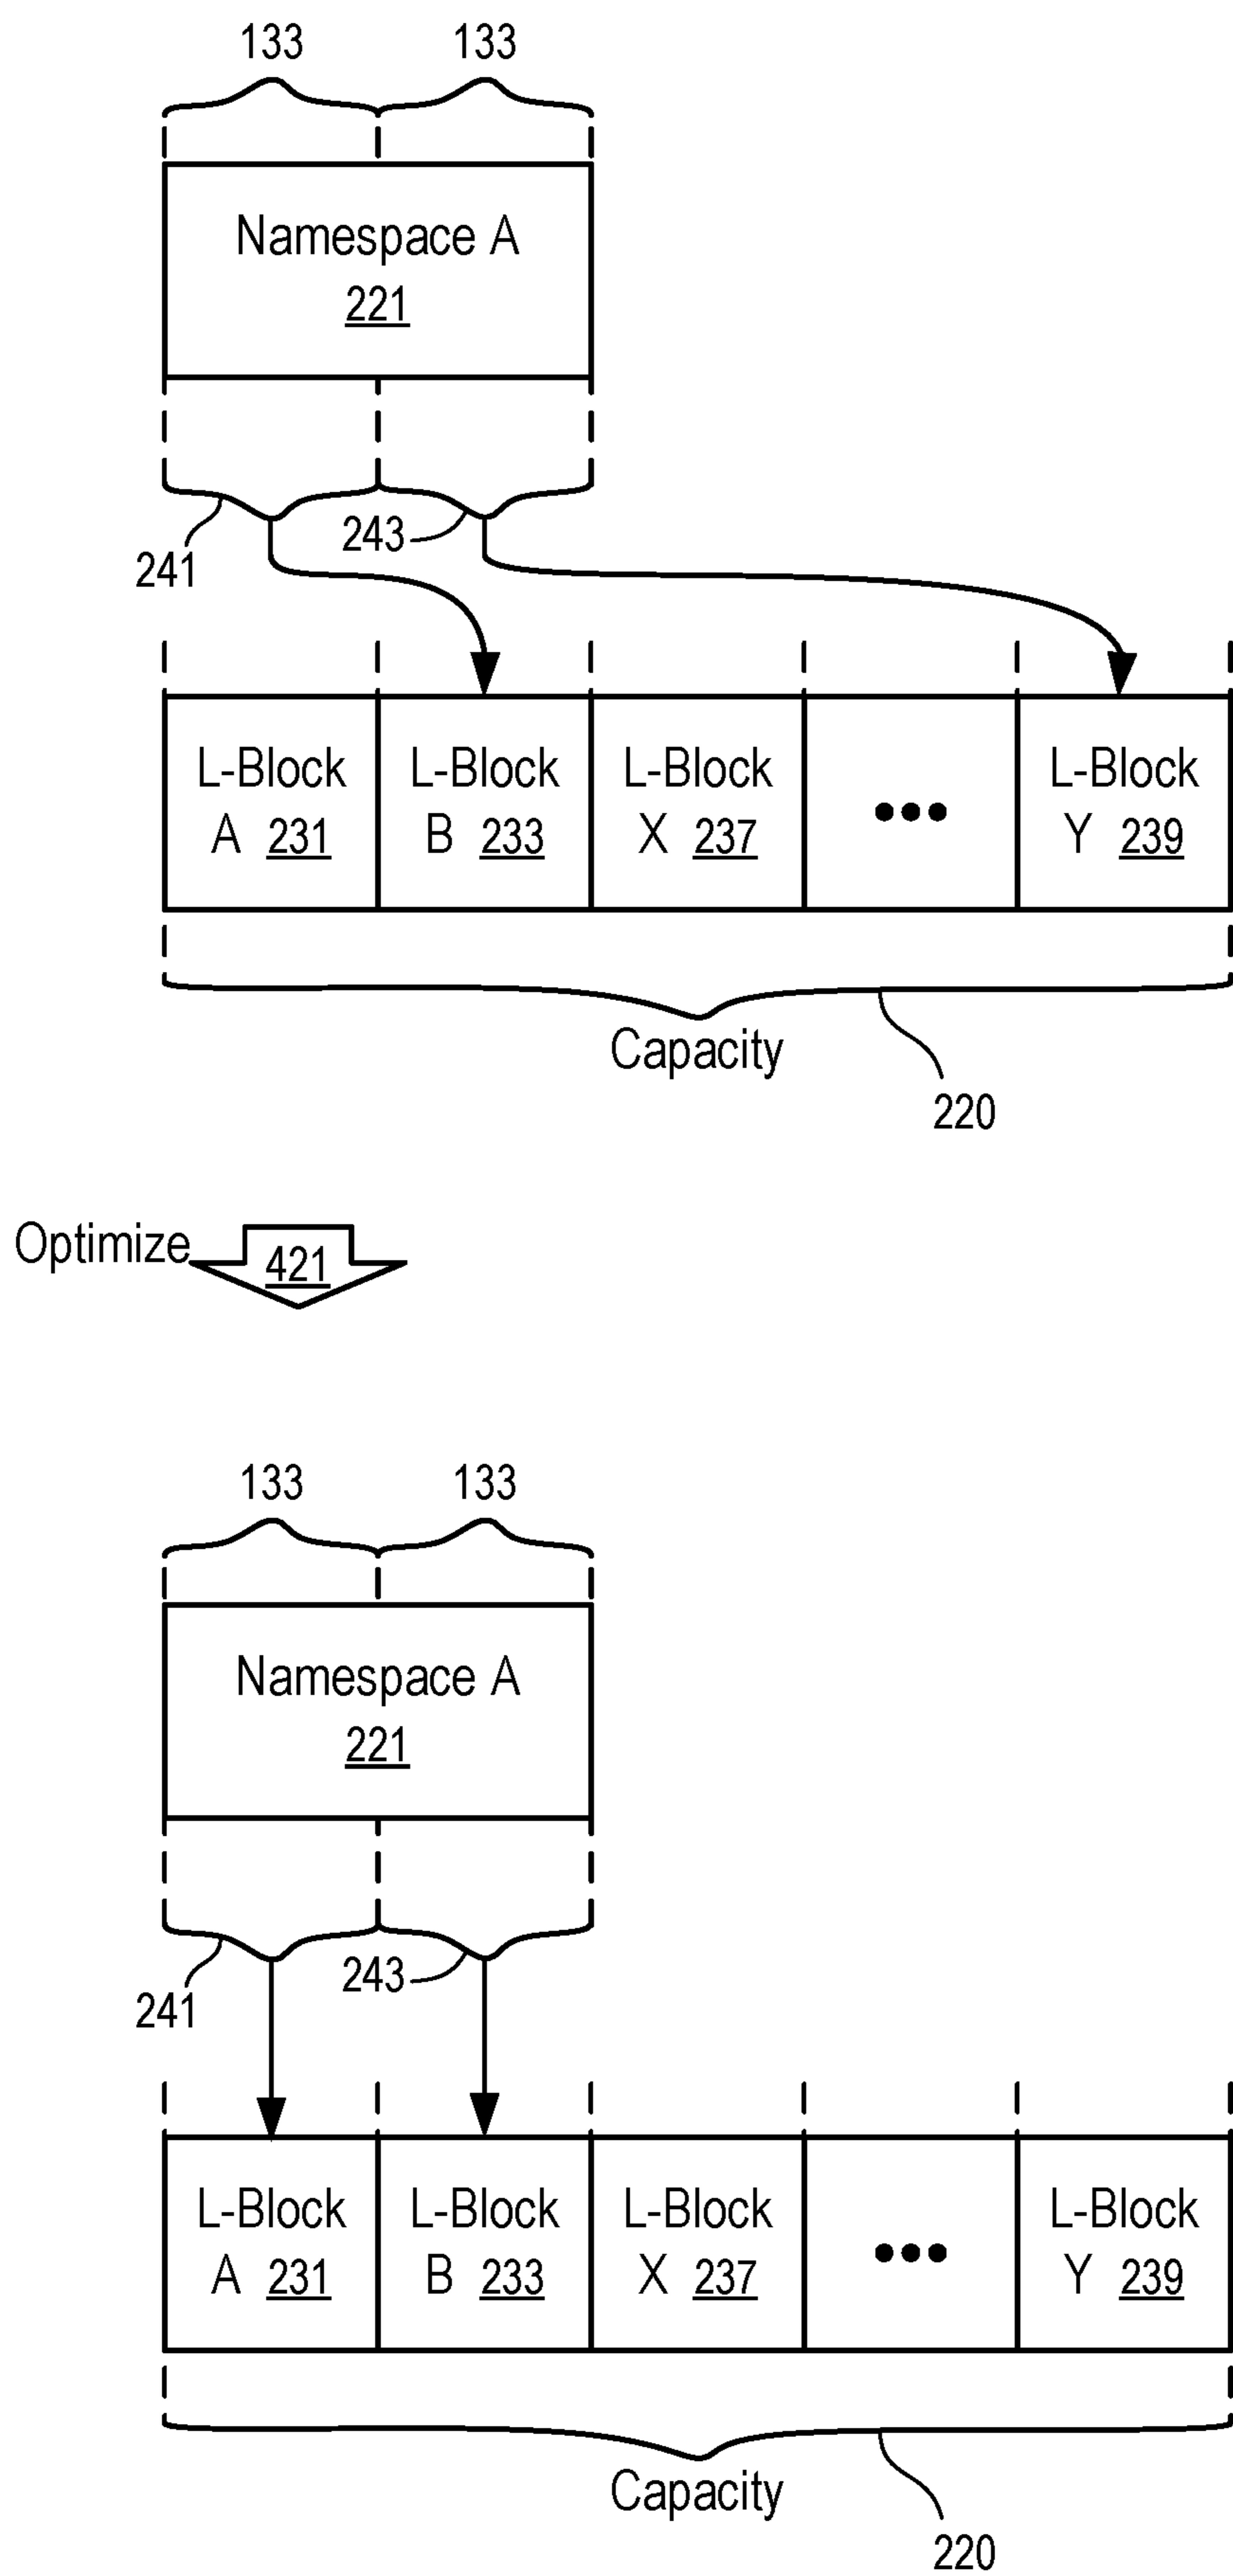 133 133
Namespace A
221
241 243
L-Block L-Block L-Block L-Block
A 231 B 233 X 237 ••• Y 239
Capacity
220
Optimize 421
133 133
Namespace A
221
241 243
L-Block L-Block L-Block L-Block
A 231 B 233 X 237 ••• Y 239
Capacity
220